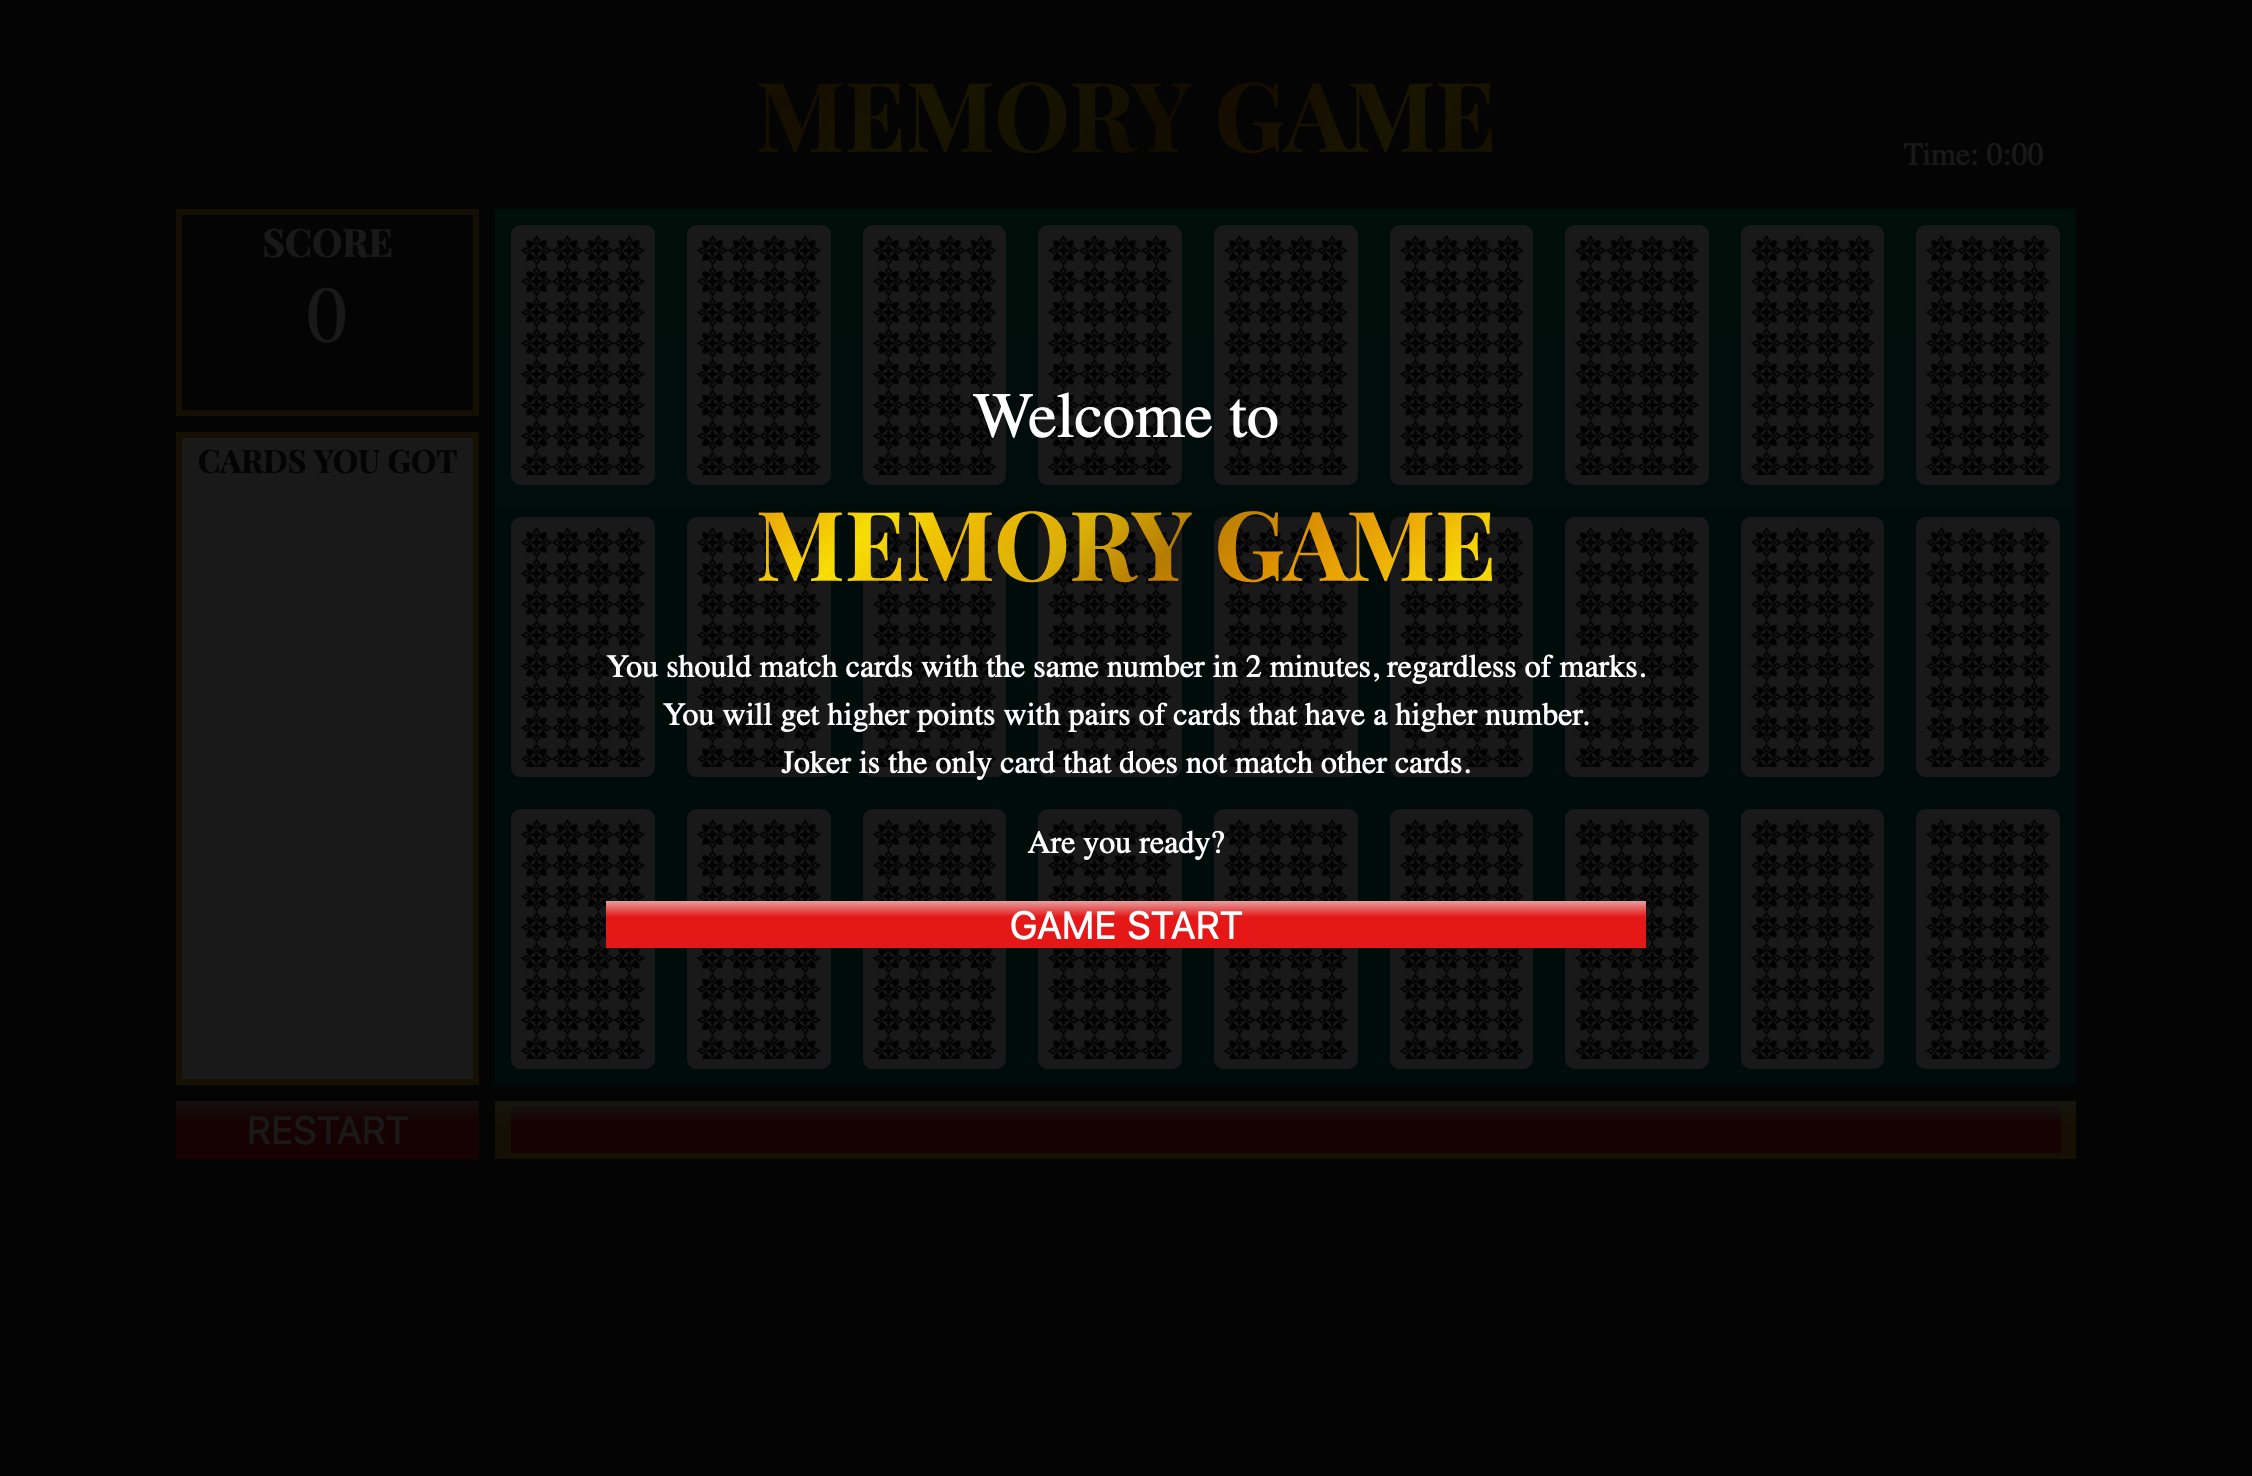 MEMORY GAME
Time: 0:00
SCORE
0
CARDS YOU GOT
Welcome to
MEMORY GAME
You should match cards with the same number in 2 minutes, regardless of marks.
You will get higher points with pairs of cards that have a higher number.
Joker is the only card that does not match other cards.
Are you ready?
GAME START
RESTART